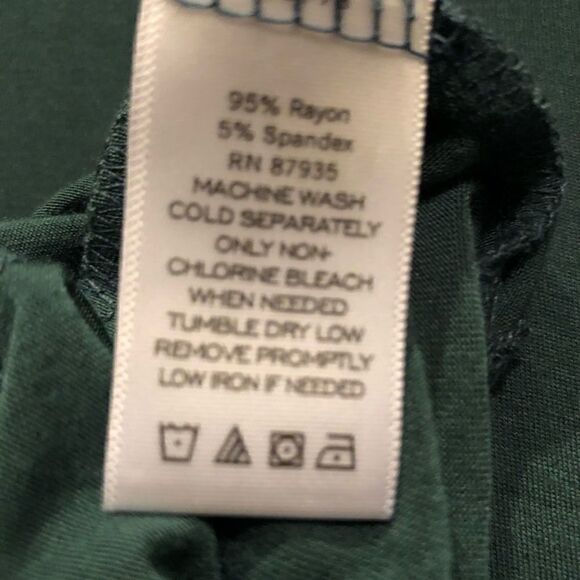 95% Rayon
5% Spandex
RN 87935
MACHINE WASH
COLD SEPARATELY
ONLY NON-
CHLORINE BLEACH
WHEN NEEDED
TUMBLE DRY LOW
REMOVE PROMPTLY
LOW IRON IF NEEDED